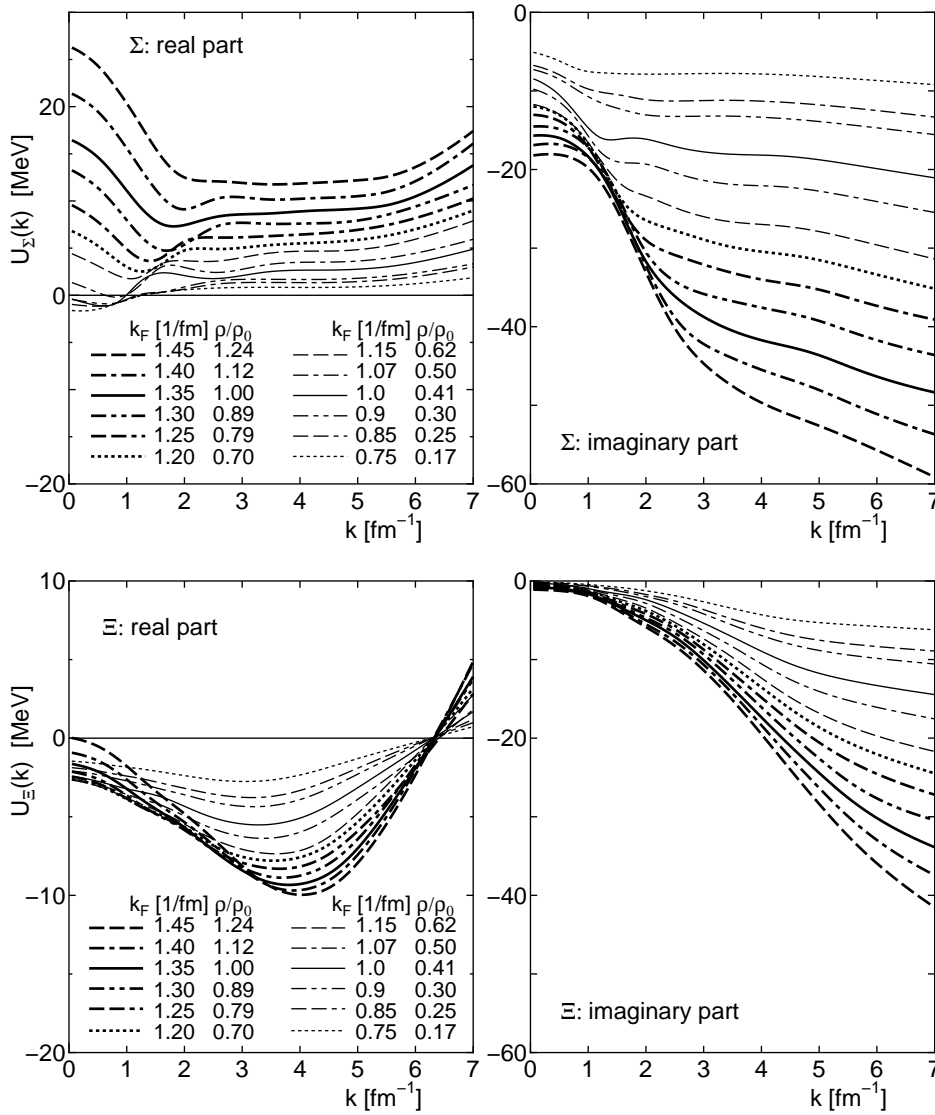 Σ: real part
U_Σ(k) [MeV]
20
10
0
−10
−20
k_F [1/fm] ρ/ρ_0 k_F [1/fm] ρ/ρ_0
1.45 1.24 1.15 0.62
1.40 1.12 1.07 0.50
1.35 1.00 1.0 0.41
1.30 0.89 0.9 0.30
1.25 0.79 0.85 0.25
1.20 0.70 0.75 0.17
0 1 2 3 4 5 6 7
k [fm⁻¹]
0
−20
−40
−60
Σ: imaginary part
0 1 2 3 4 5 6 7
k [fm⁻¹]
10
0
−10
−20
Ξ: real part
U_Ξ(k) [MeV]
k_F [1/fm] ρ/ρ_0 k_F [1/fm] ρ/ρ_0
1.45 1.24 1.15 0.62
1.40 1.12 1.07 0.50
1.35 1.00 1.0 0.41
1.30 0.89 0.9 0.30
1.25 0.79 0.85 0.25
1.20 0.70 0.75 0.17
0 1 2 3 4 5 6 7
k [fm⁻¹]
0
−20
−40
−60
Ξ: imaginary part
0 1 2 3 4 5 6 7
k [fm⁻¹]